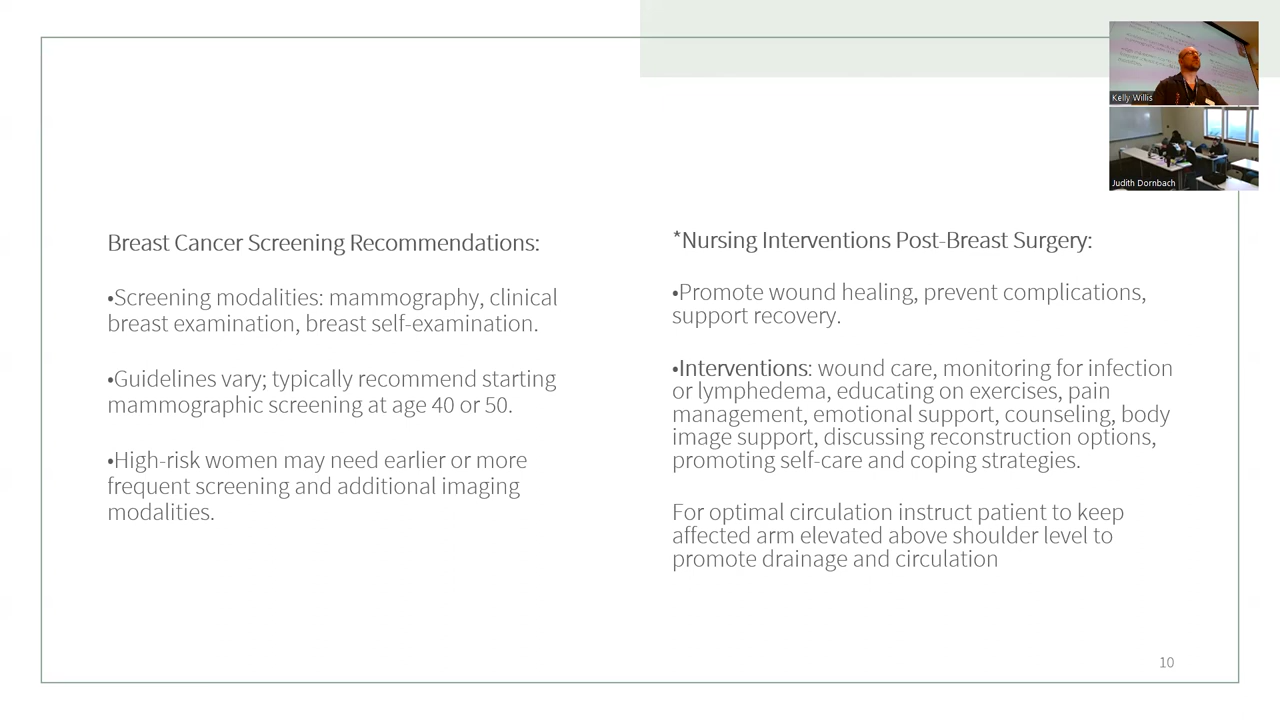 Kelly Willis
Judith Dornbach
Breast Cancer Screening Recommendations:
•Screening modalities: mammography, clinical
breast examination, breast self-examination.
•Guidelines vary; typically recommend starting
mammographic screening at age 40 or 50.
•High-risk women may need earlier or more
frequent screening and additional imaging
modalities.
*Nursing Interventions Post-Breast Surgery:
•Promote wound healing, prevent complications,
support recovery.
•Interventions: wound care, monitoring for infection
or lymphedema, educating on exercises, pain
management, emotional support, counseling, body
image support, discussing reconstruction options,
promoting self-care and coping strategies.
For optimal circulation instruct patient to keep
affected arm elevated above shoulder level to
promote drainage and circulation
10